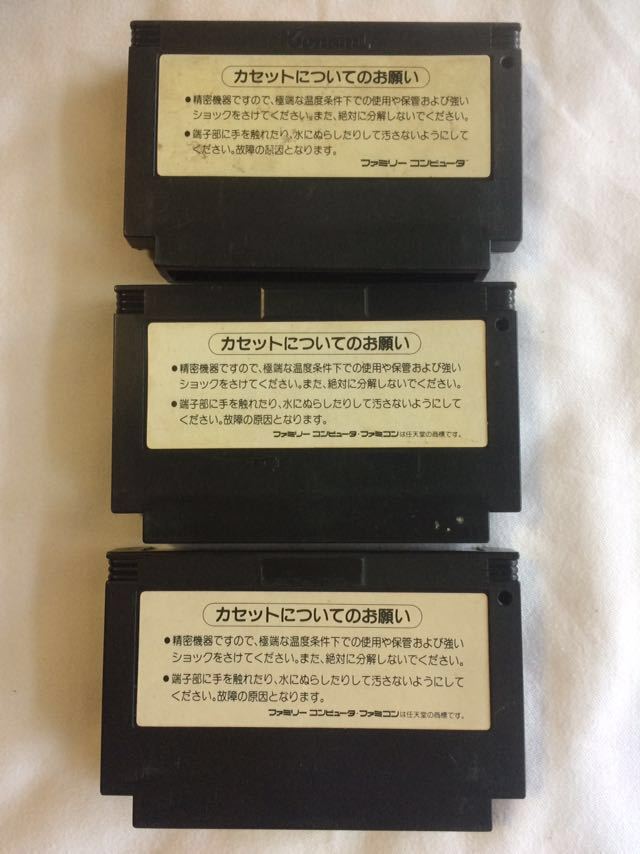 Konami
カセットについてのお願い
●精密機器ですので、極端な温度条件下での使用や保管および強い
ショックをさけてください。また、絶対に分解しないでください。
●端子部に手を触れたり、水にぬらしたりして汚さないようにして
ください。故障の原因となります。
ファミリー コンピュータ™
カセットについてのお願い
●精密機器ですので、極端な温度条件下での使用や保管および強い
ショックをさけてください。また、絶対に分解しないでください。
●端子部に手を触れたり、水にぬらしたりして汚さないようにして
ください。故障の原因となります。
ファミリー コンピュータ・ファミコンは任天堂の商標です。
カセットについてのお願い
●精密機器ですので、極端な温度条件下での使用や保管および強い
ショックをさけてください。また、絶対に分解しないでください。
●端子部に手を触れたり、水にぬらしたりして汚さないようにして
ください。故障の原因となります。
ファミリー コンピュータ・ファミコンは任天堂の商標です。